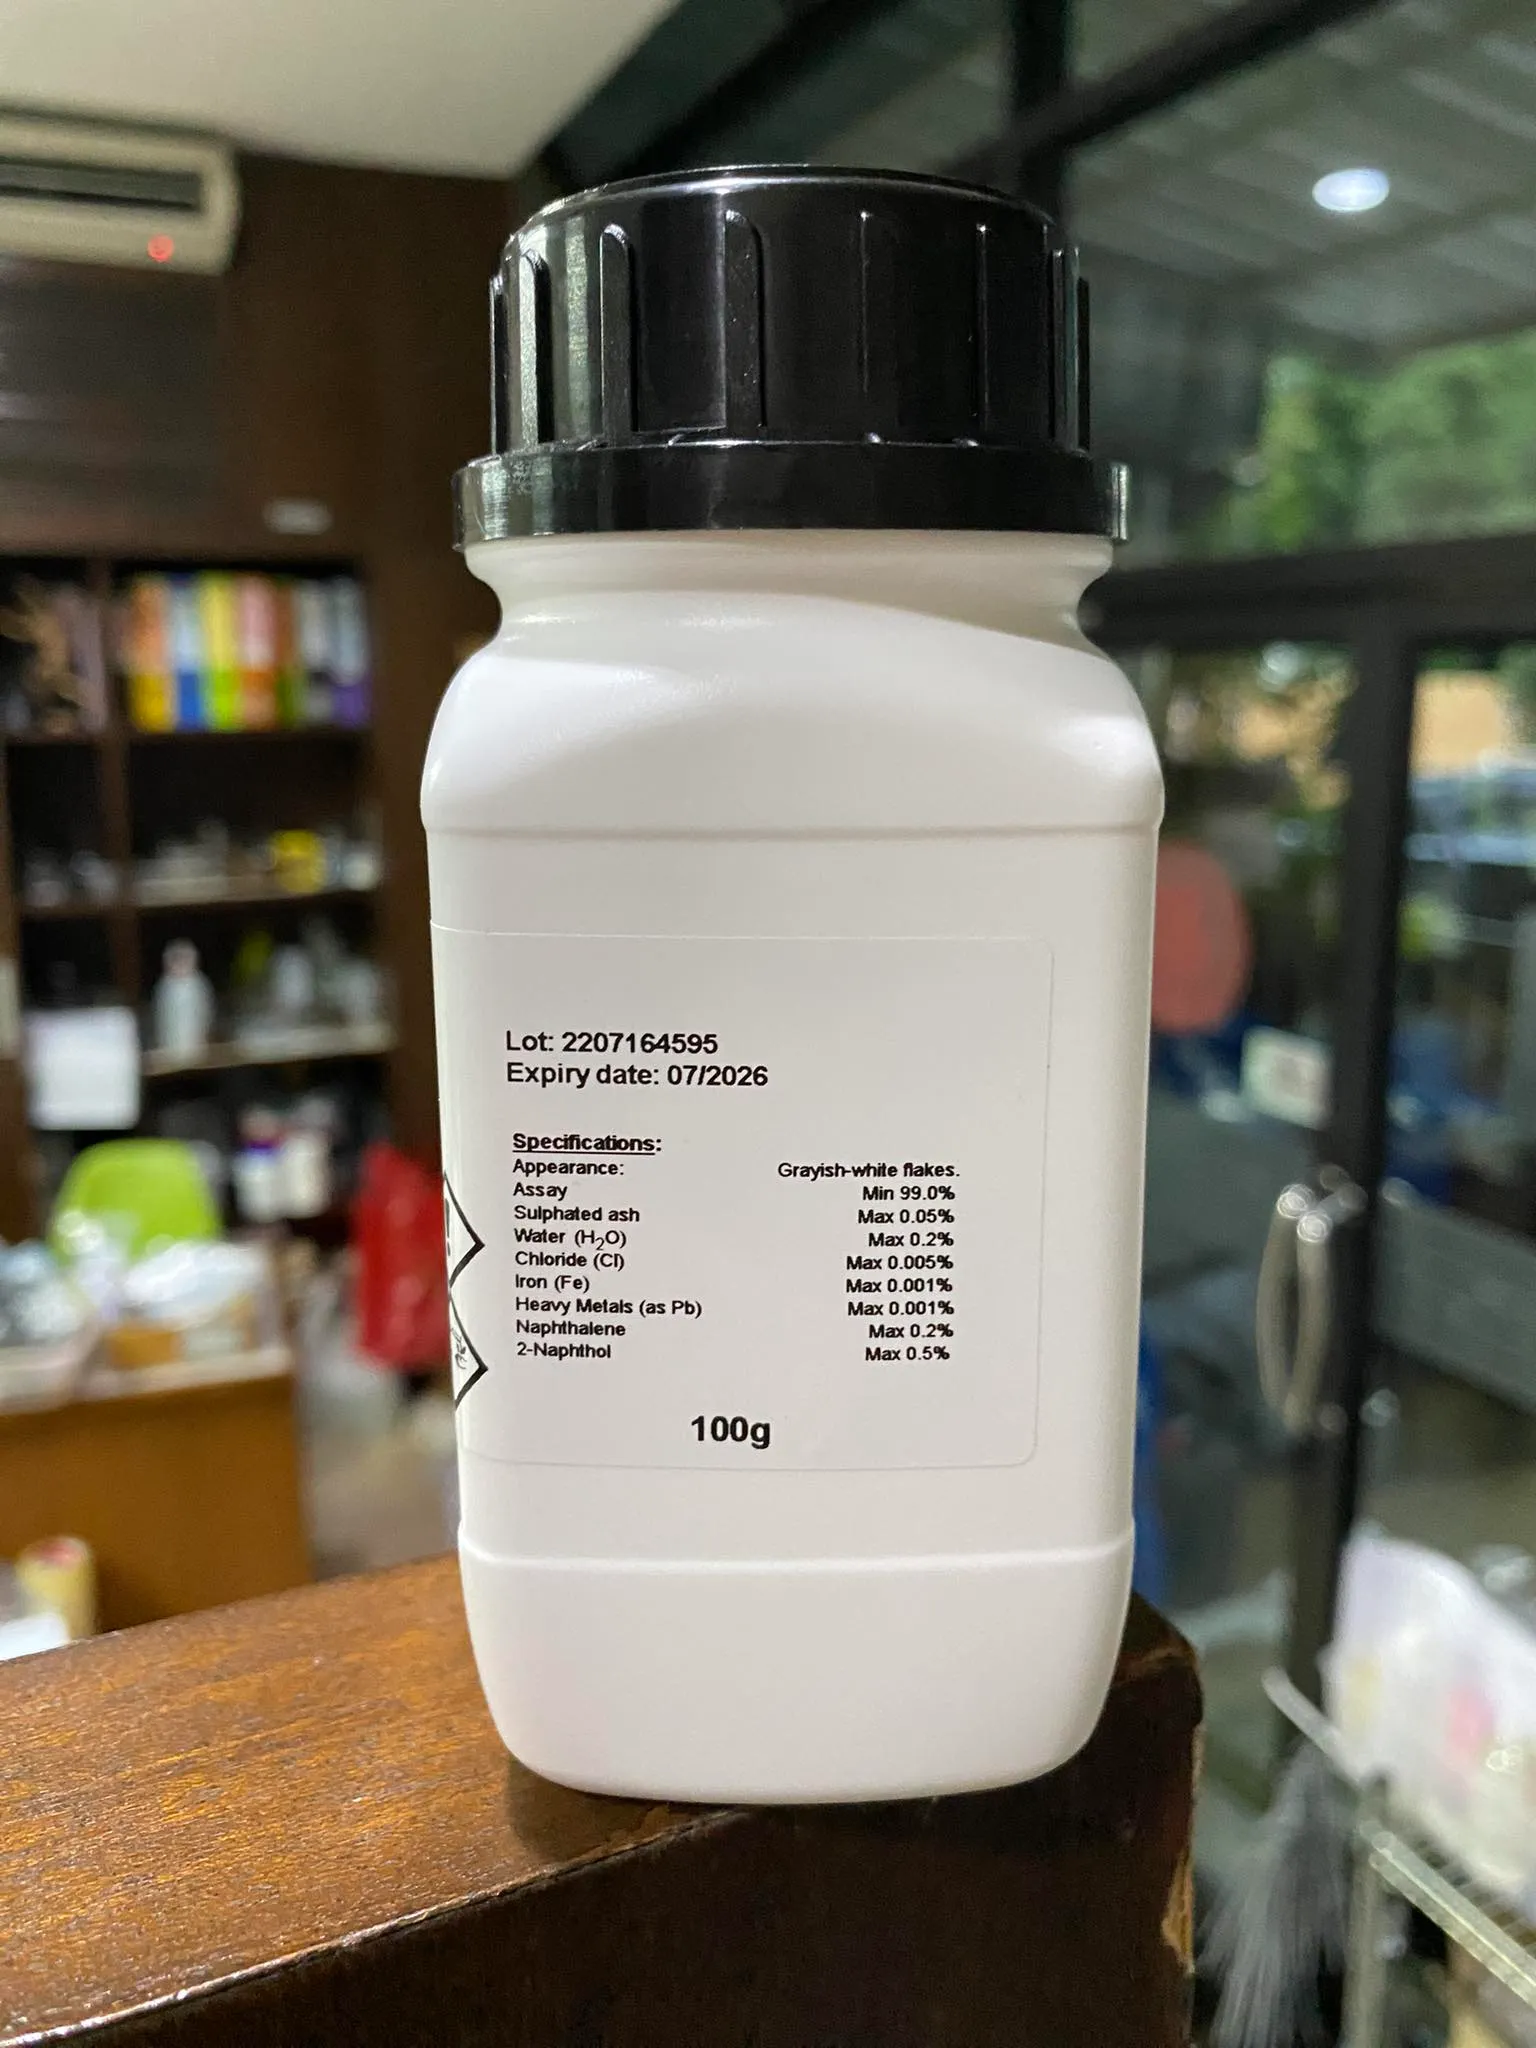 Lot: 2207164595
Expiry date: 07/2026
Specifications:
Appearance: Grayish-white flakes.
Assay Min 99.0%
Sulphated ash Max 0.05%
Water (H₂O) Max 0.2%
Chloride (Cl) Max 0.005%
Iron (Fe) Max 0.001%
Heavy Metals (as Pb) Max 0.001%
Naphthalene Max 0.2%
2-Naphthol Max 0.5%
100g